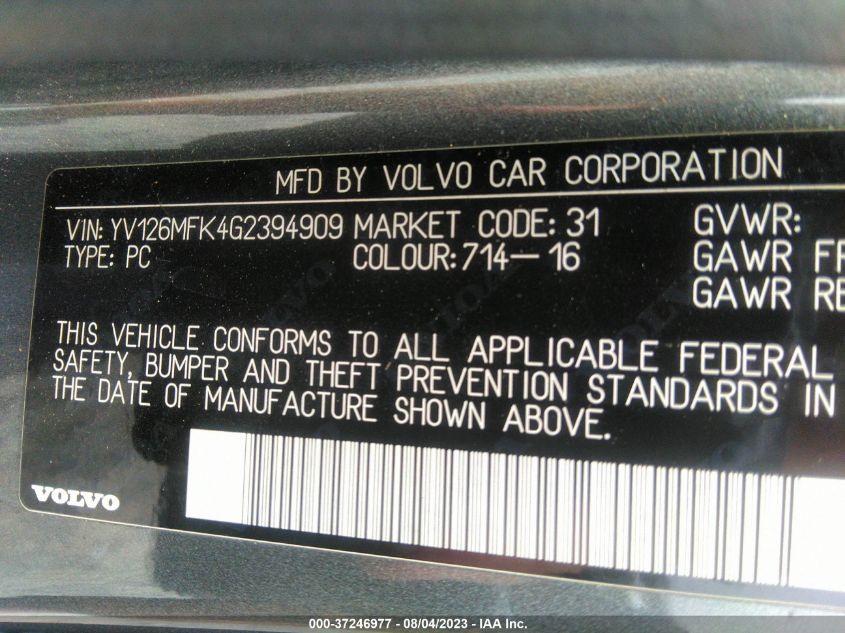 MFD BY VOLVO CAR CORPORATION
VIN: YV126MFK4G2394909 MARKET CODE: 31 GVWR:
TYPE: PC COLOUR: 714-16 GAWR FR
GAWR RE
THIS VEHICLE CONFORMS TO ALL APPLICABLE FEDERAL
SAFETY, BUMPER AND THEFT PREVENTION STANDARDS IN
THE DATE OF MANUFACTURE SHOWN ABOVE.
VOLVO
000-37246977 - 08/04/2023 - IAA Inc.